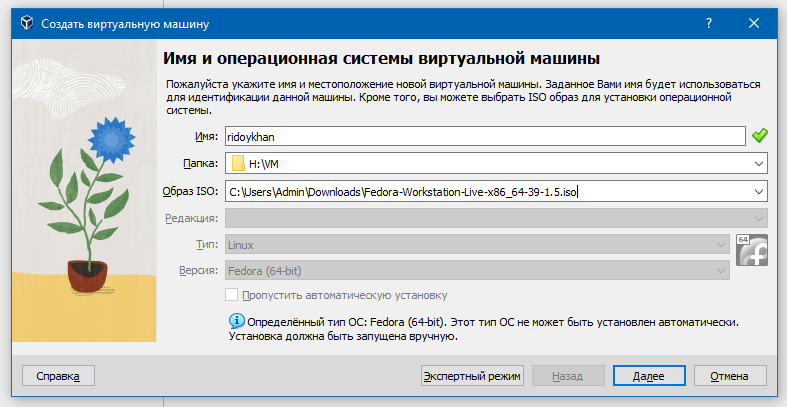 Создать виртуальную машину
?
Имя и операционная системы виртуальной машины
Пожалуйста укажите имя и местоположение новой виртуальной машины. Заданное Вами имя будет использоваться
для идентификации данной машины. Кроме того, вы можете выбрать ISO образ для установки операционной
системы.
Имя: ridoykhan
Папка: H:\VM
Образ ISO: C:\Users\Admin\Downloads\Fedora-Workstation-Live-x86_64-39-1.5.iso
Редакция:
Тип: Linux
64
Версия: Fedora (64-bit)
Пропустить автоматическую установку
Определённый тип ОС: Fedora (64-bit). Этот тип ОС не может быть установлен автоматически.
Установка должна быть запущена вручную.
Справка Экспертный режим Назад Далее Отмена